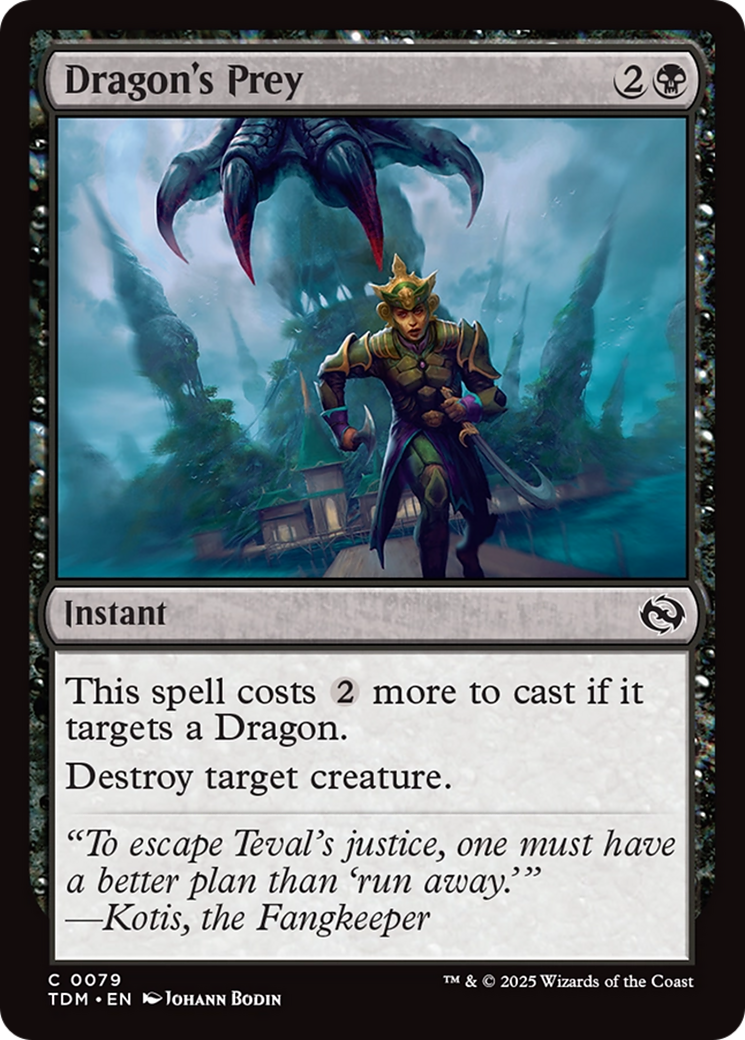 Dragon's Prey 2
Instant
This spell costs 2 more to cast if it
targets a Dragon.
Destroy target creature.
“To escape Teval’s justice, one must have
a better plan than ‘run away.’”
—Kotis, the Fangkeeper
C 0079
TDM • EN Johann Bodin
™ & © 2025 Wizards of the Coast